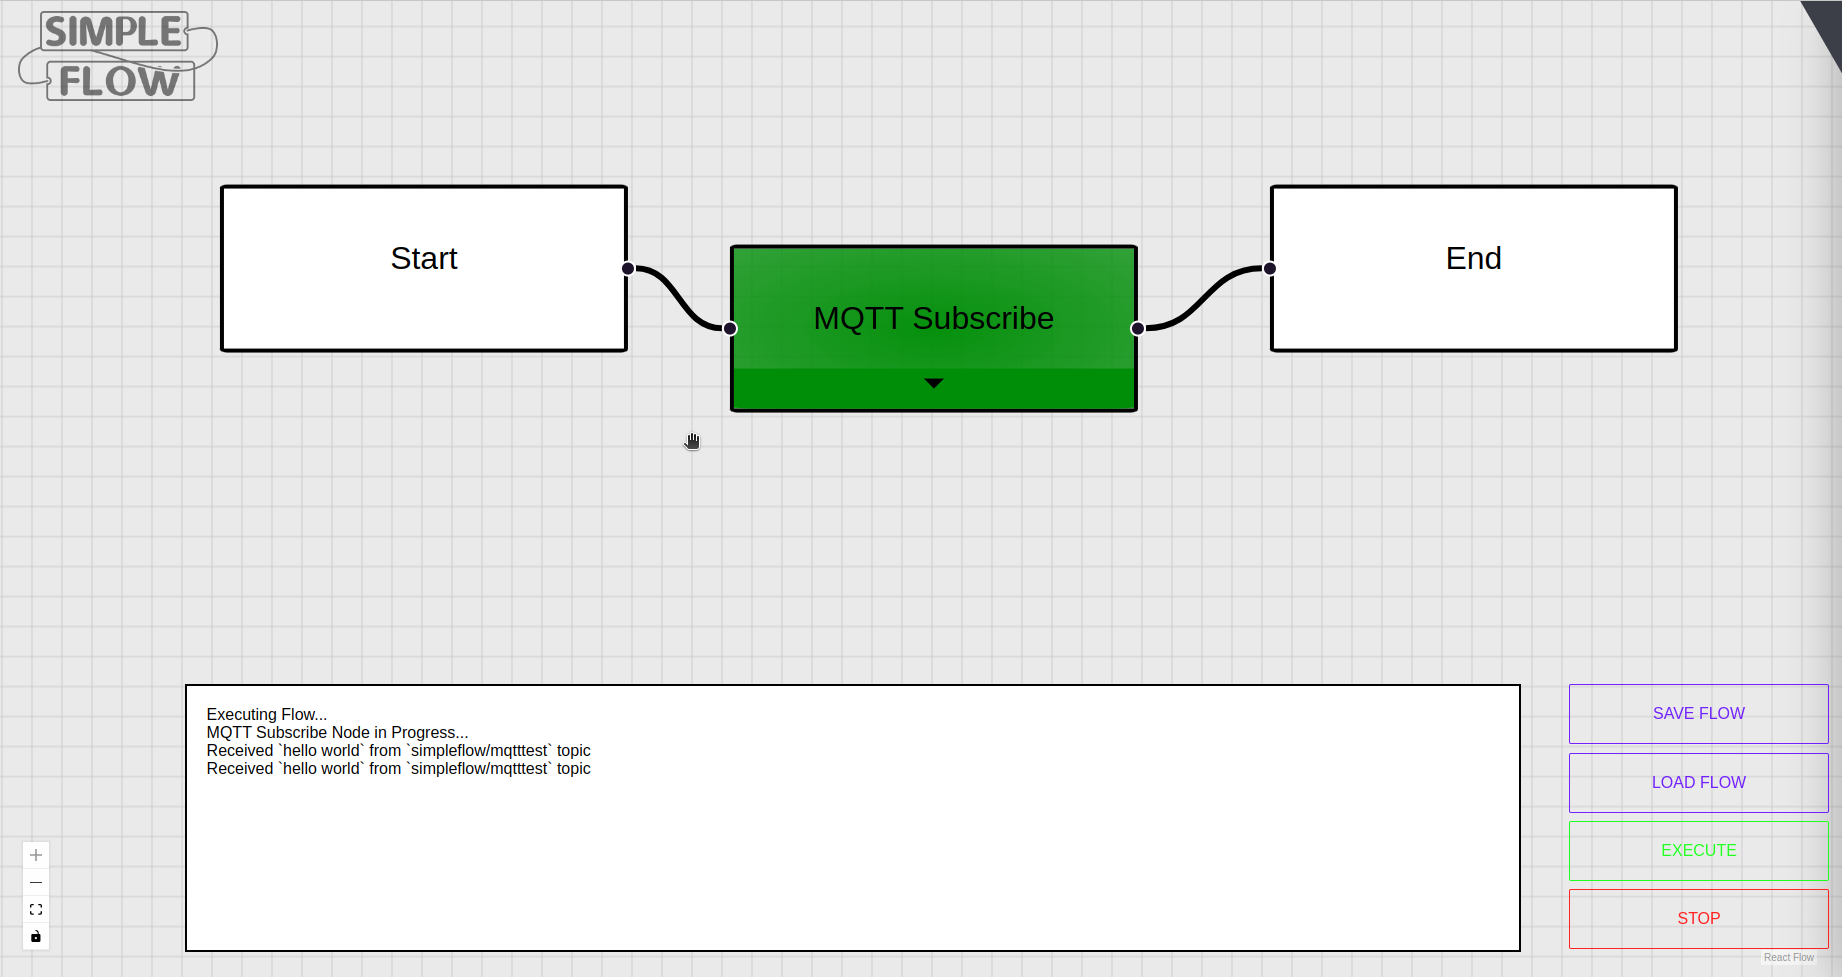 SIMPLE
FLOW
Start
MQTT Subscribe
End
Executing Flow...
MQTT Subscribe Node in Progress...
Received `hello world` from `simpleflow/mqtttest` topic
Received `hello world` from `simpleflow/mqtttest` topic
SAVE FLOW
LOAD FLOW
EXECUTE
STOP
React Flow